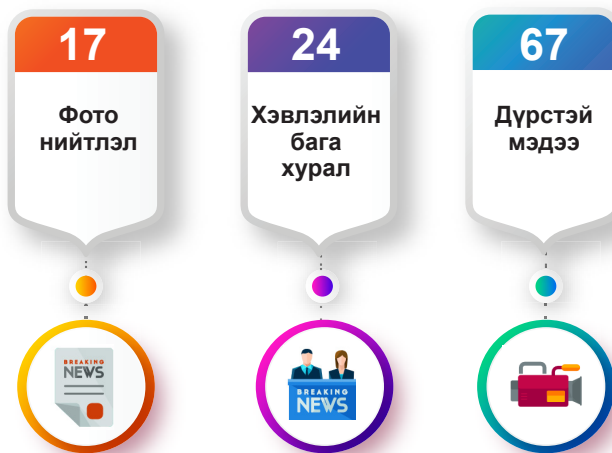 17
Фото
нийтлэл
24
Хэвлэлийн
бага
хурал
67
Дүрстэй
мэдээ
BREAKING
NEWS
BREAKING
NEWS